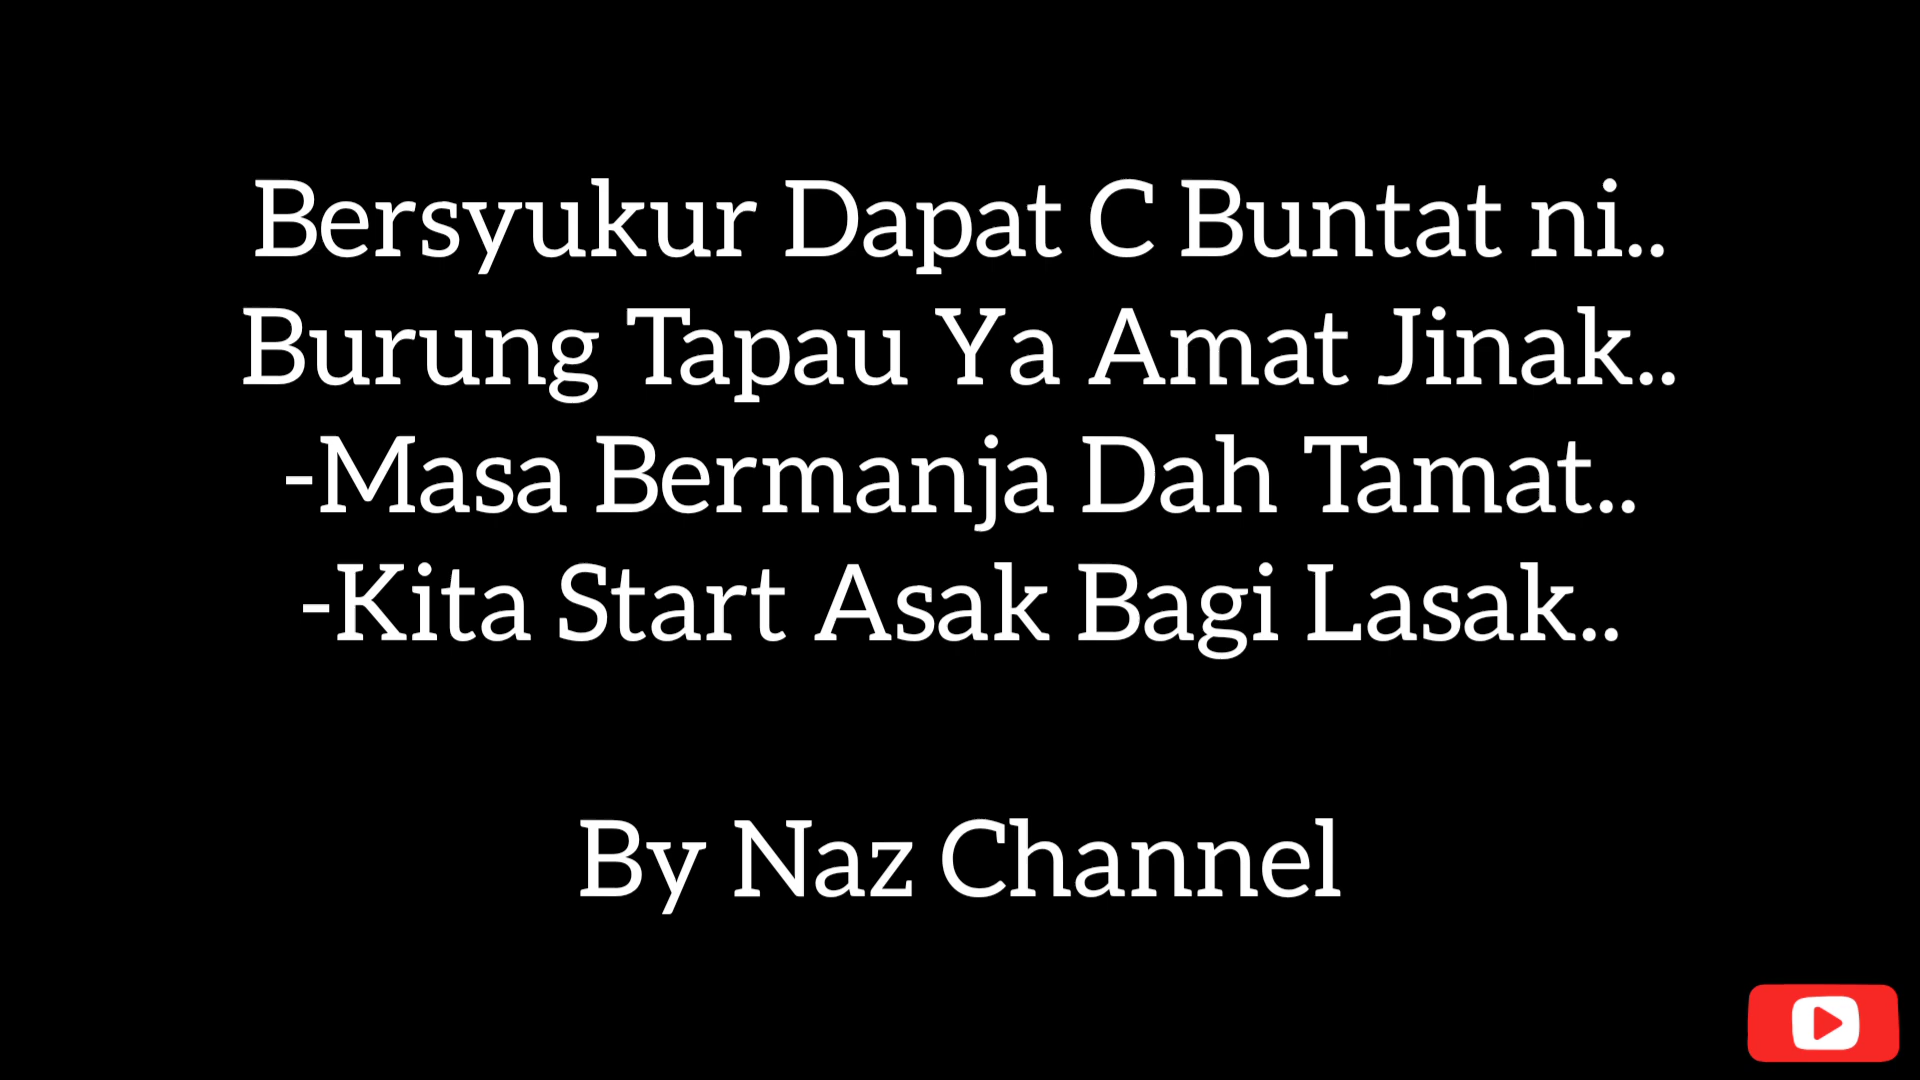 Bersyukur Dapat C Buntat ni..
Burung Tapau Ya Amat Jinak..
-Masa Bermanja Dah Tamat..
-Kita Start Asak Bagi Lasak..
By Naz Channel